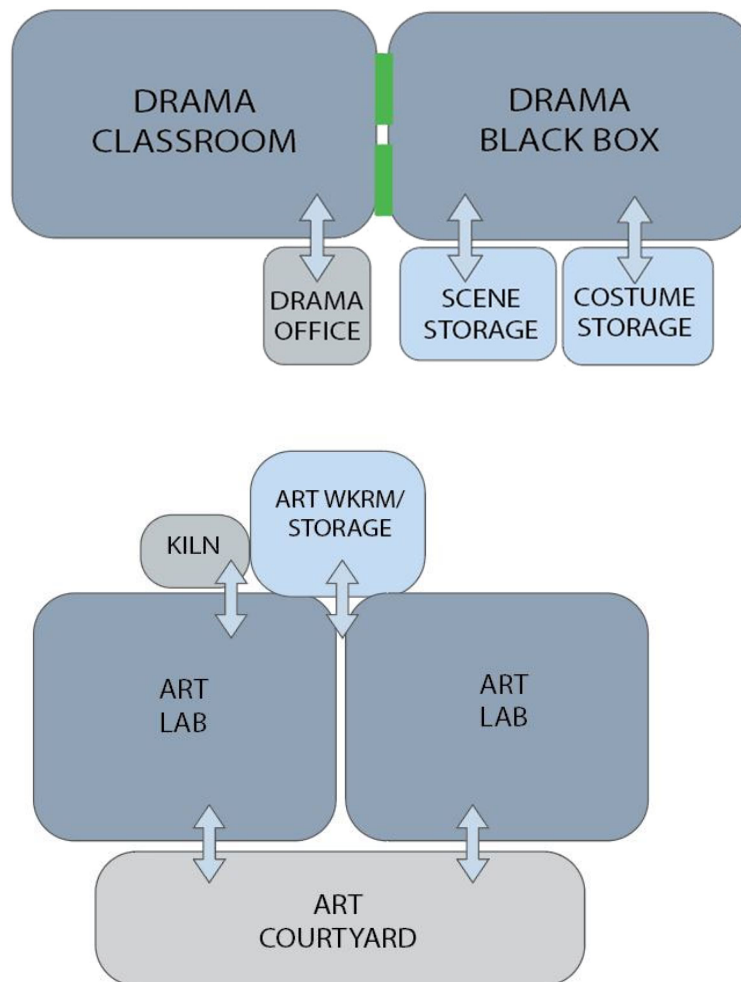 DRAMA
CLASSROOM
DRAMA
BLACK BOX
DRAMA
OFFICE
SCENE
STORAGE
COSTUME
STORAGE
ART WKRM/
STORAGE
KILN
ART
LAB
ART
LAB
ART
COURTYARD